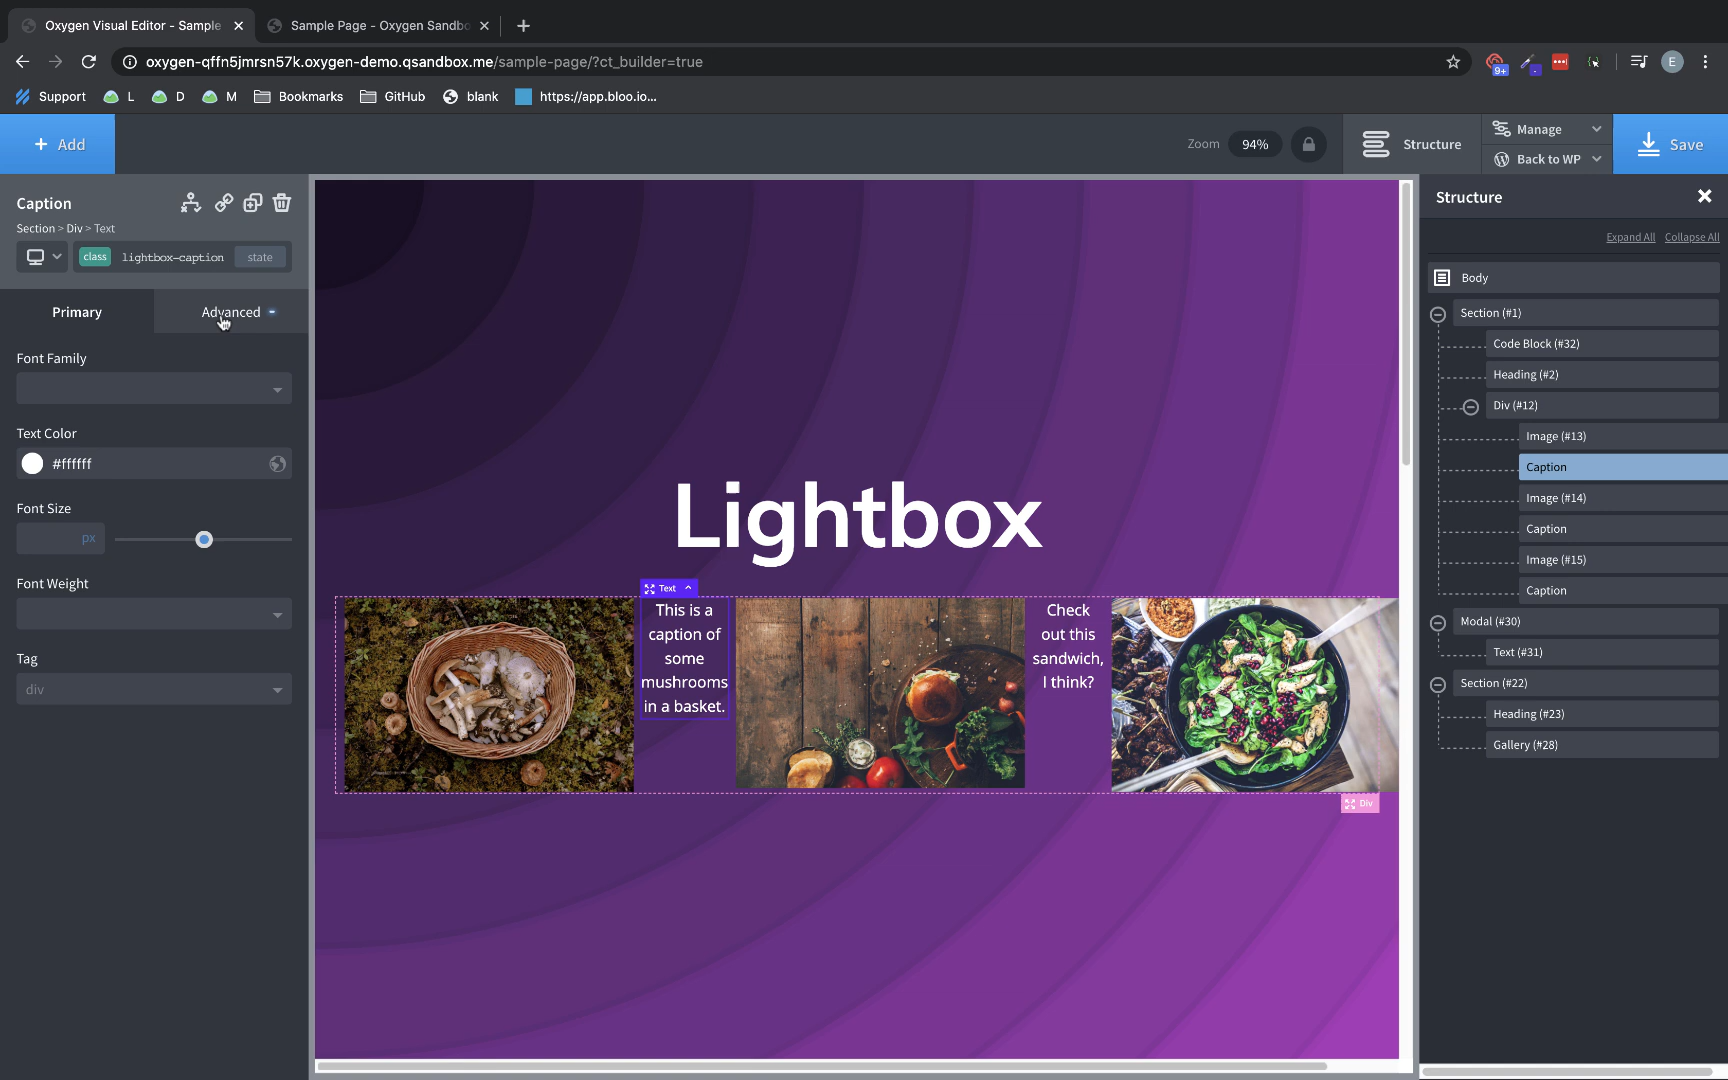 Oxygen Visual Editor - Sample
Sample Page - Oxygen Sandbo
oxygen-qffn5jmrsn57k.oxygen-demo.qsandbox.me/sample-page/?ct_builder=true
9+
E
Support
L
D
M
Bookmarks
GitHub
blank
https://app.bloo.io...
+ Add
Zoom
94%
Structure
Manage
Back to WP
Save
Caption
Section > Div > Text
class
lightbox-caption
state
Primary
Advanced
Font Family
Text Color
#ffffff
Font Size
px
Font Weight
Tag
div
Lightbox
Text
This is a
caption of
some
mushrooms
in a basket.
Check
out this
sandwich,
I think?
Div
Structure
Expand All
Collapse All
Body
Section (#1)
Code Block (#32)
Heading (#2)
Div (#12)
Image (#13)
Caption
Image (#14)
Caption
Image (#15)
Caption
Modal (#30)
Text (#31)
Section (#22)
Heading (#23)
Gallery (#28)